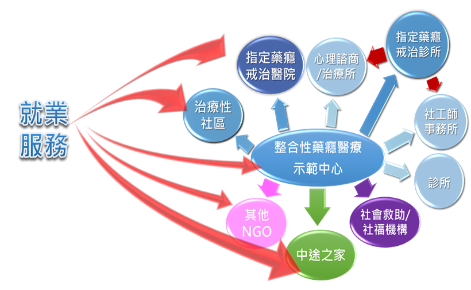 就業
服務
指定藥癮
戒治醫院
心理諮商
/治療所
指定藥癮
戒治診所
治療性
社區
社工師
事務所
整合性藥癮醫療
示範中心
診所
其他
NGO
中途之家
社會救助/
社福機構